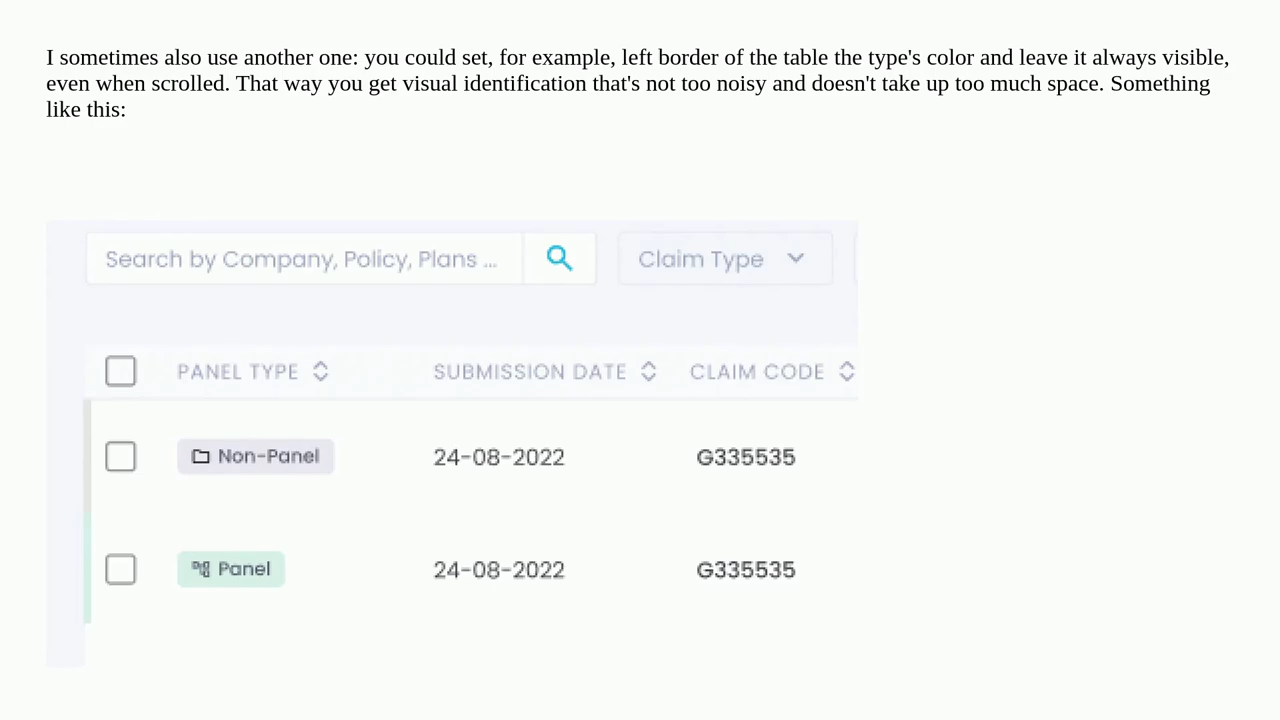 I sometimes also use another one: you could set, for example, left border of the table the type's color and leave it always visible,
even when scrolled. That way you get visual identification that's not too noisy and doesn't take up too much space. Something
like this:
Search by Company, Policy, Plans ...
Claim Type
PANEL TYPE SUBMISSION DATE CLAIM CODE
Non-Panel 24-08-2022 G335535
Panel 24-08-2022 G335535